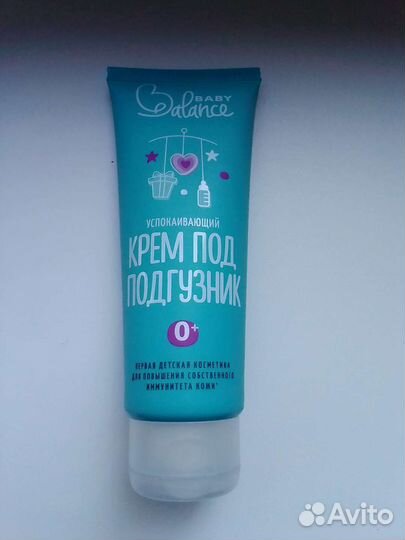 BABY
Balance
УСПОКАИВАЮЩИЙ
КРЕМ ПОД
ПОДГУЗНИК
0+
ПЕРВАЯ ДЕТСКАЯ КОСМЕТИКА
ДЛЯ ПОВЫШЕНИЯ СОБСТВЕННОГО
ИММУНИТЕТА КОЖИ*
Avito